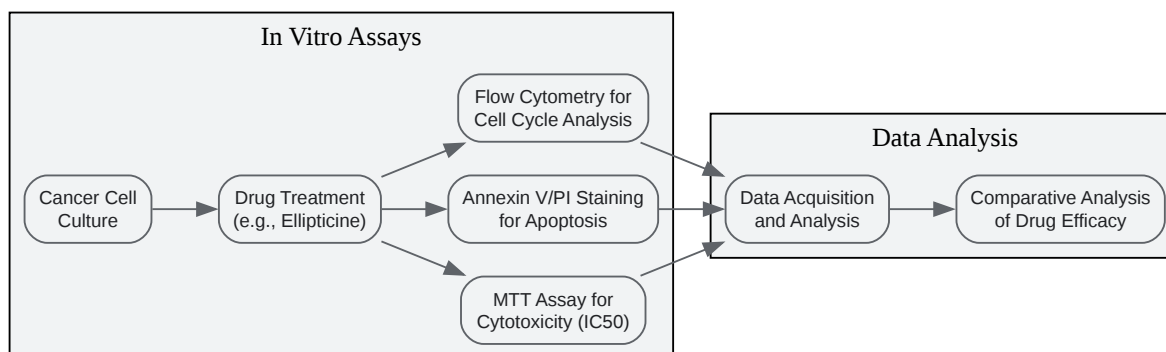 In Vitro Assays
Flow Cytometry for
Cell Cycle Analysis
Data Analysis
Cancer Cell
Culture
Drug Treatment
(e.g., Ellipticine)
Annexin V/PI Staining
for Apoptosis
Data Acquisition
and Analysis
Comparative Analysis
of Drug Efficacy
MTT Assay for
Cytotoxicity (IC50)